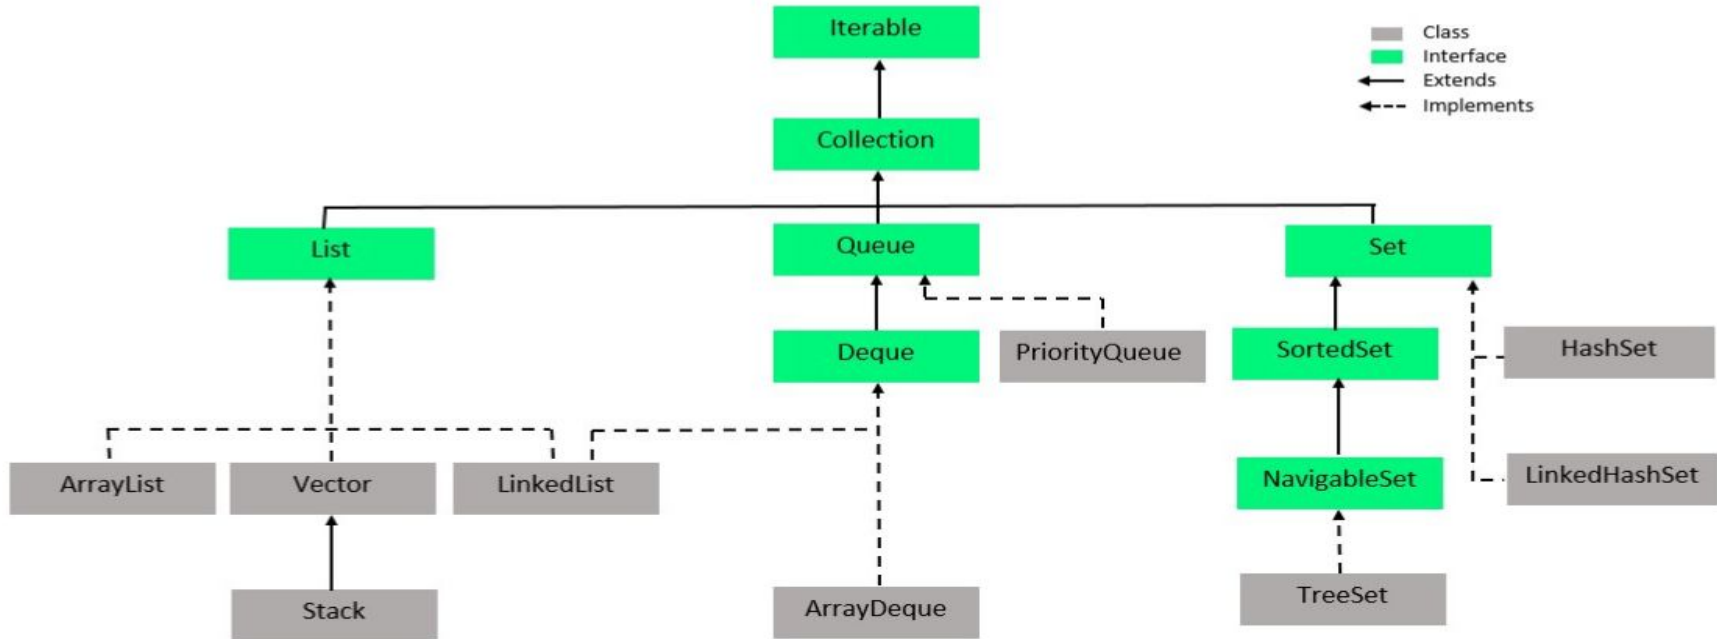 Iterable
Class
Interface
Extends
Implements
Collection
List
Queue
Set
Deque
PriorityQueue
SortedSet
HashSet
ArrayList
Vector
LinkedList
NavigableSet
LinkedHashSet
Stack
ArrayDeque
TreeSet